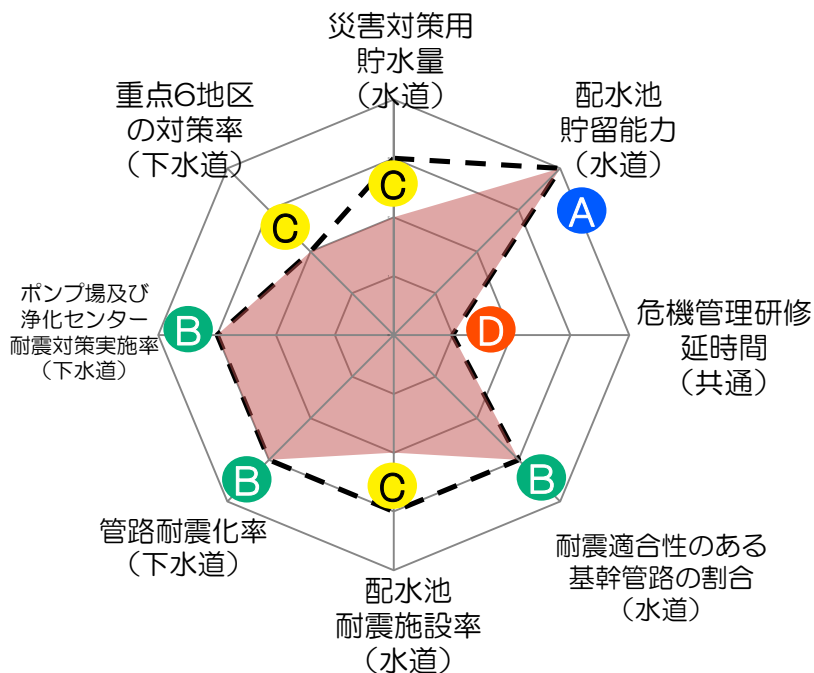 災害対策用
貯水量
（水道）
重点6地区
の対策率
（下水道）
配水池
貯留能力
（水道）
C
A
C
ポンプ場及び
浄化センター
耐震対策実施率
（下水道）
B
D
危機管理研修
延時間
（共通）
B
C
B
管路耐震化率
（下水道）
配水池
耐震施設率
（水道）
耐震適合性のある
基幹管路の割合
（水道）